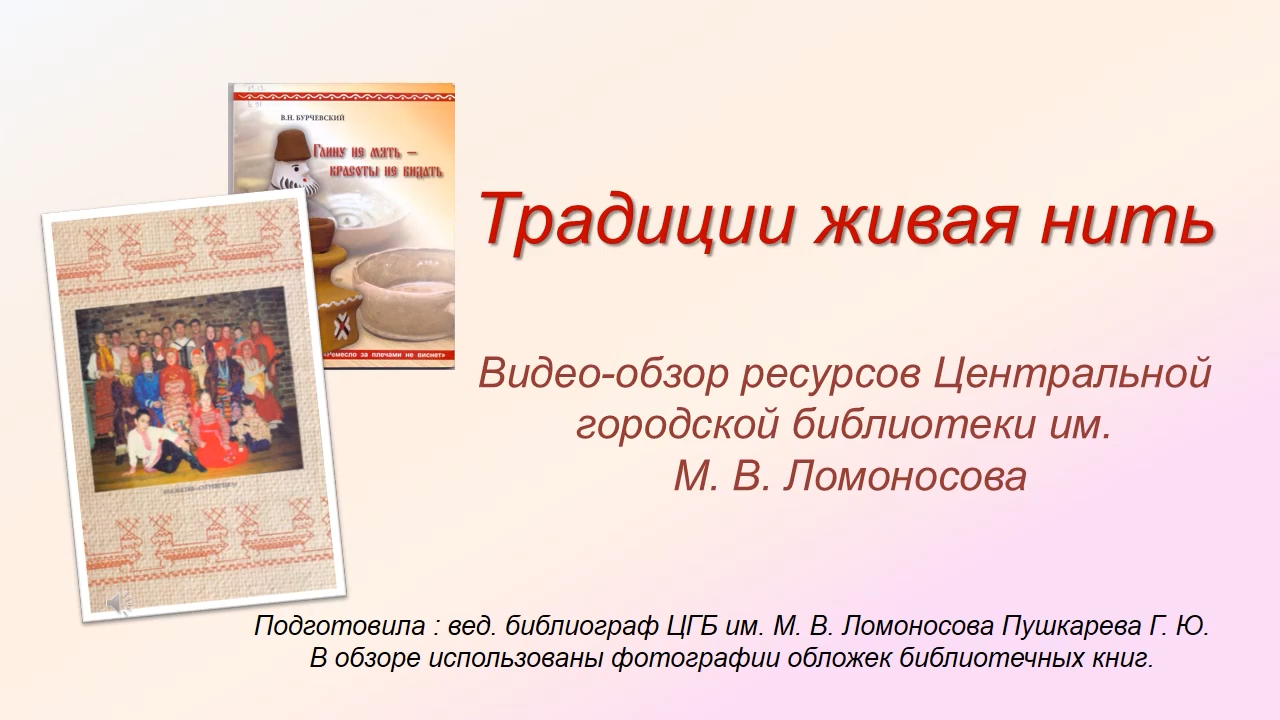 В.Н. БУРЧЕВСКИЙ
Глину не мять –
красоты не видать
«Ремесло за плечами не виснет»
Традиции живая нить
Видео-обзор ресурсов Центральной
городской библиотеки им.
М. В. Ломоносова
Подготовила : вед. библиограф ЦГБ им. М. В. Ломоносова Пушкарева Г. Ю.
В обзоре использованы фотографии обложек библиотечных книг.